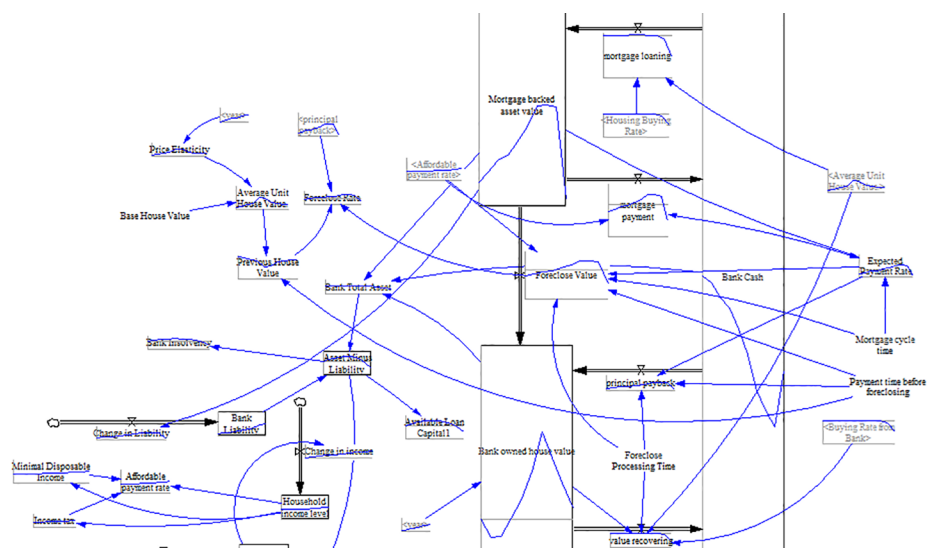 mortgage loaning
Mortgage backed
asset value
<year>
<principal
payback>
<Housing Buying
Rate>
Price Elasticity
<Affordable
payment rate>
<Average Unit
House Value>
Average Unit
House Value
Foreclous Rate
Base House Value
mortgage
payment
Previous House
Value
Expected
Payment Rate
Foreclose Value
Bank Cash
Bank Total Asset
Bank Insolvency
Mortgage cycle
time
Asset Minus
Liability
principal payback
Payment time before
foreclosing
Bank
Liability
Change in Liability
Available Loan
Capital1
<Buying Rate from
Bank>
Change in income
Bank owned house value
Foreclose
Processing Time
Minimal Disposable
Income
Affordable
payment rate
Household
income level
Income tax
<year>
value recovering